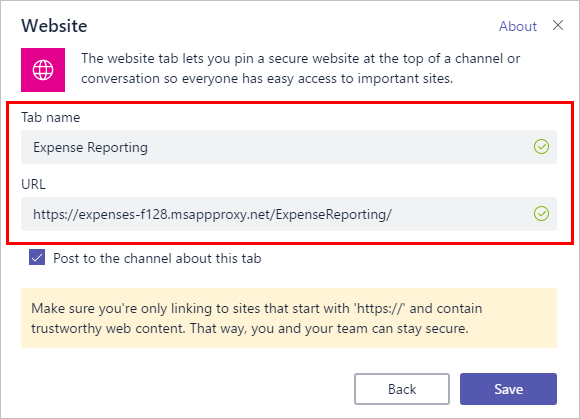 Website
About
The website tab lets you pin a secure website at the top of a channel or
conversation so everyone has easy access to important sites.
Tab name
Expense Reporting
URL
https://expenses-f128.msappproxy.net/ExpenseReporting/
Post to the channel about this tab
Make sure you're only linking to sites that start with 'https://' and contain
trustworthy web content. That way, you and your team can stay secure.
Back
Save